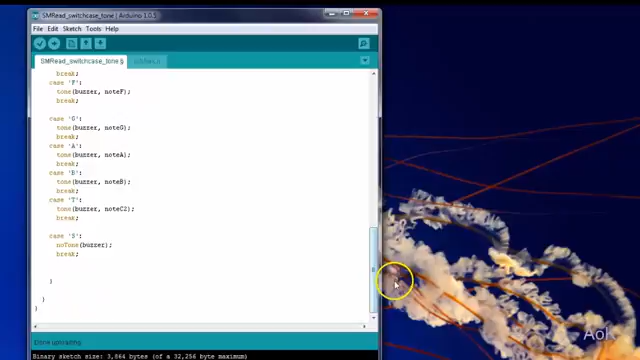 SMRead_switchcase_tone | Arduino 1.0.5
File Edit Sketch Tools Help
SMRead_switchcase_tone §
break;
case 'F':
tone(buzzer, noteF);
break;
case 'G':
tone(buzzer, noteG);
break;
case 'A':
tone(buzzer, noteA);
break;
case 'B':
tone(buzzer, noteB);
break;
case 'T':
tone(buzzer, noteC2);
break;
case 'S':
noTone(buzzer);
break;
}
}
}
Done uploading.
Binary sketch size: 3,864 bytes (of a 32,256 byte maximum)
Aok